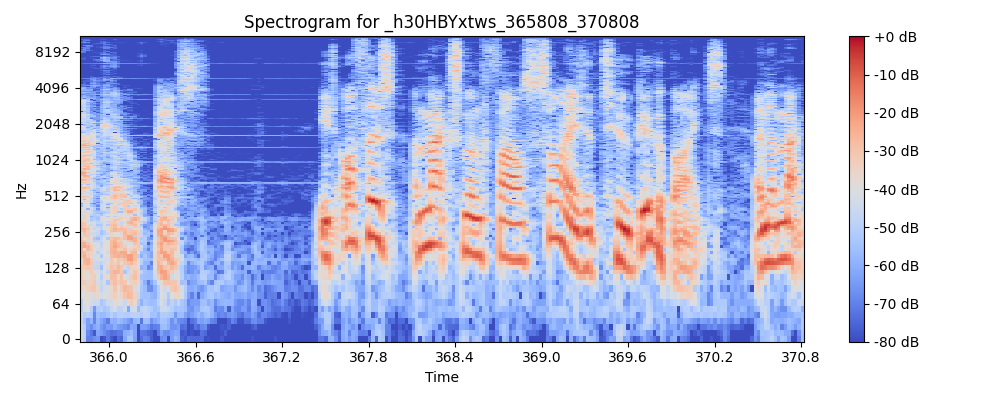 Spectrogram for _h30HBYxtws_365808_370808
8192
4096
2048
1024
512
256
128
64
0
Hz
366.0 366.6 367.2 367.8 368.4 369.0 369.6 370.2 370.8
Time
+0 dB
-10 dB
-20 dB
-30 dB
-40 dB
-50 dB
-60 dB
-70 dB
-80 dB